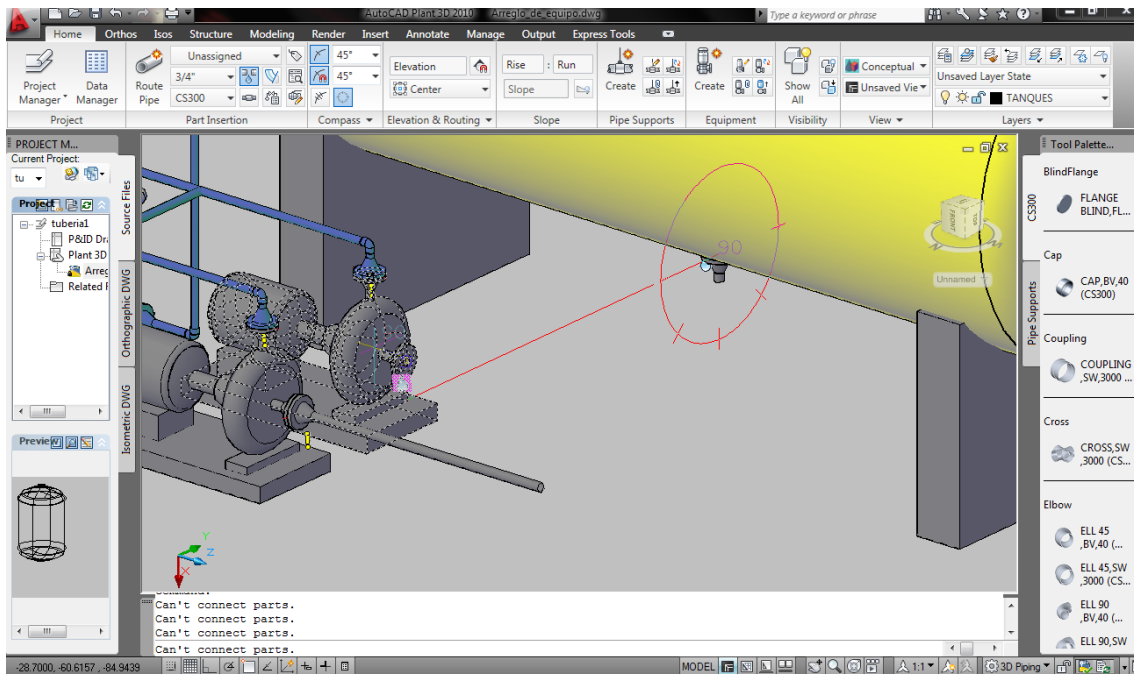 AutoCAD Plant 3D 2010 Arreglo_de_equipo.dwg
Type a keyword or phrase
Home Orthos Isos Structure Modeling Render Insert Annotate Manage Output Express Tools
Project Manager
Data Manager
Route Pipe
Unassigned
3/4"
CS300
45°
45°
Elevation
Center
Rise : Run
Slope
Create
Create
Show All
Conceptual
Unsaved Vie
Unsaved Layer State
TANQUES
Project Part Insertion Compass Elevation & Routing Slope Pipe Supports Equipment Visibility View Layers
PROJECT M...
Current Project:
tu
Project
tuberia1
P&ID Dr
Plant 3D
Arreg
Related F
Source Files
Orthographic DWG
Isometric DWG
Preview
90
TOP
FRONT
Unnamed
Y
Z
X
Tool Palette...
CS300
Pipe Supports
BlindFlange
FLANGE
BLIND,FL...
Cap
CAP,BV,40
(CS300)
Coupling
COUPLING
,SW,3000 ...
Cross
CROSS,SW
,3000 (CS...
Elbow
ELL 45
,BV,40 (...
ELL 45,SW
,3000 (CS...
ELL 90
,BV,40 (...
ELL 90,SW
Command:
Can't connect parts.
Can't connect parts.
Can't connect parts.
Can't connect parts.
-28.7000, -60.6157 , -84.9439
MODEL
1:1
3D Piping